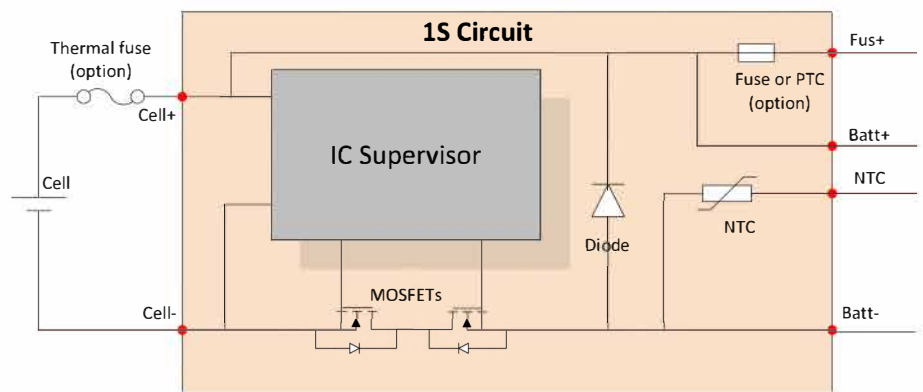 1S Circuit
Thermal fuse
(option)
Fus+
Fuse or PTC
(option)
Cell+
Batt+
IC Supervisor
Cell
NTC
NTC
Diode
MOSFETs
Cell-
Batt-